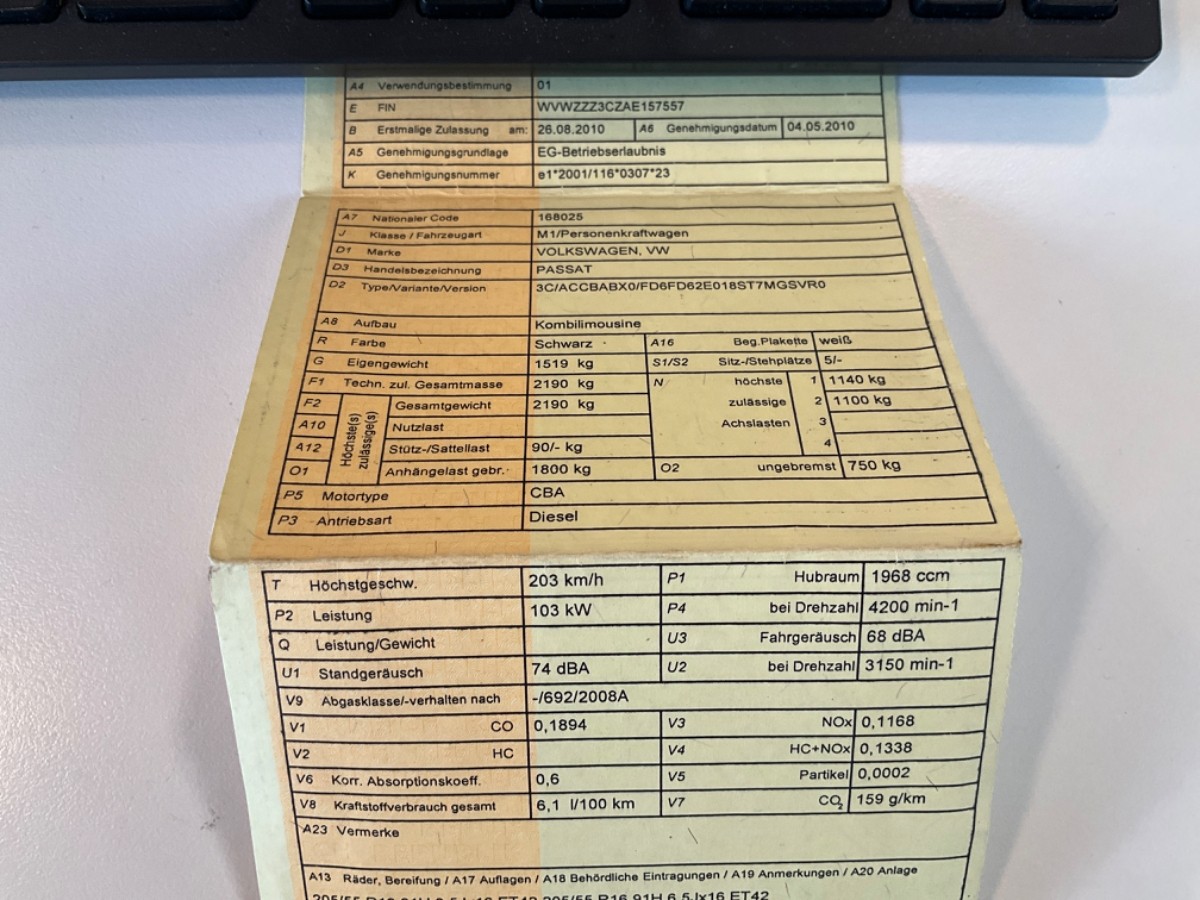 A4 Verwendungsbestimmung 01
E FIN WVWZZZ3CZAE157557
B Erstmalige Zulassung am: 26.08.2010 A6 Genehmigungsdatum 04.05.2010
A5 Genehmigungsgrundlage EG-Betriebserlaubnis
K Genehmigungsnummer e1*2001/116*0307*23
A7 Nationaler Code 168025
J Klasse / Fahrzeugart M1/Personenkraftwagen
D1 Marke VOLKSWAGEN, VW
D3 Handelsbezeichnung PASSAT
D2 Type/Variante/Version 3C/ACCBABX0/FD6FD62E018ST7MGSVR0
A8 Aufbau Kombilimousine
R Farbe Schwarz A16 Beg.Plakette weiß
G Eigengewicht 1519 kg S1/S2 Sitz-/Stehplätze 5/-
F1 Techn. zul. Gesamtmasse 2190 kg N höchste 1 1140 kg
F2 Höchste(s) zulässige(s) Gesamtgewicht 2190 kg zulässige 2 1100 kg
A10 Nutzlast Achslasten 3
A12 Stütz-/Sattellast 90/- kg 4
O1 Anhängelast gebr. 1800 kg O2 ungebremst 750 kg
P5 Motortype CBA
P3 Antriebsart Diesel
T Höchstgeschw. 203 km/h P1 Hubraum 1968 ccm
P2 Leistung 103 kW P4 bei Drehzahl 4200 min-1
Q Leistung/Gewicht U3 Fahrgeräusch 68 dBA
U1 Standgeräusch 74 dBA U2 bei Drehzahl 3150 min-1
V9 Abgasklasse/-verhalten nach -/692/2008A
V1 CO 0,1894 V3 NOx 0,1168
V2 HC V4 HC+NOx 0,1338
V6 Korr. Absorptionskoeff. 0,6 V5 Partikel 0,0002
V8 Kraftstoffverbrauch gesamt 6,1 l/100 km V7 CO₂ 159 g/km
A23 Vermerke
A13 Räder, Bereifung / A17 Auflagen / A18 Behördliche Eintragungen / A19 Anmerkungen / A20 Anlage
205/55 R16 91H 6,5Jx16 ET42